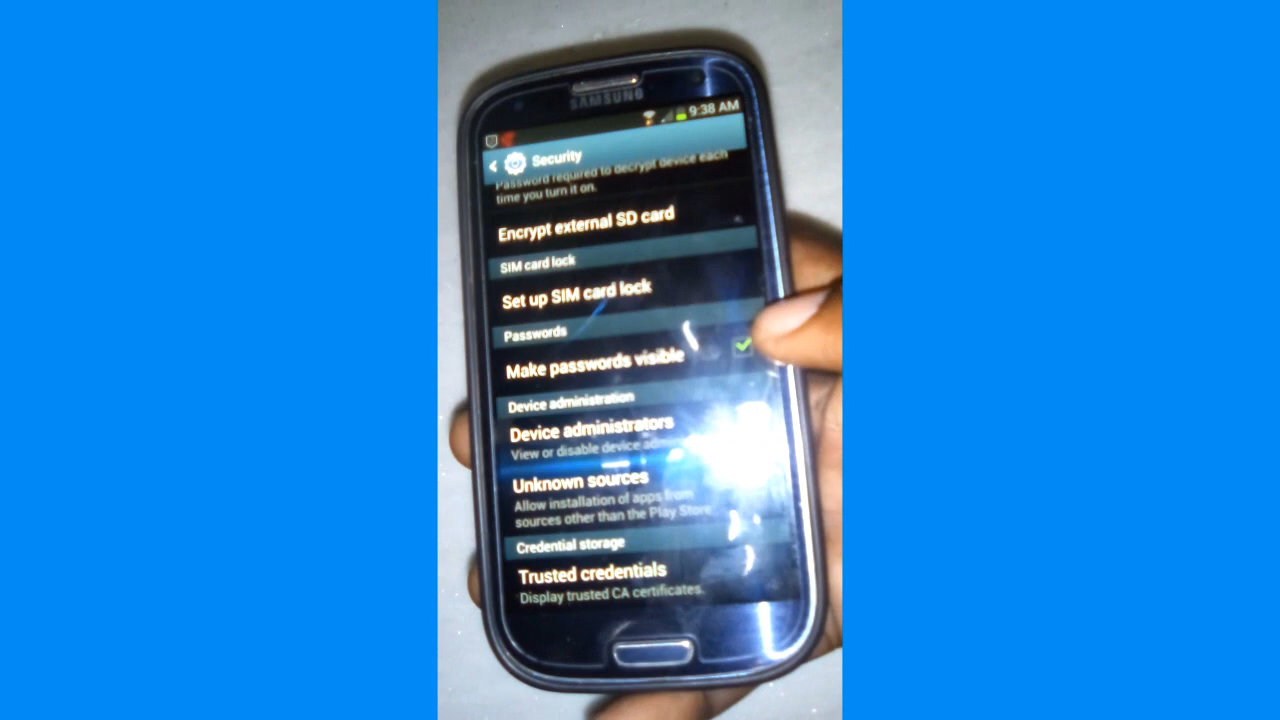 SAMSUNG
9:38 AM
Security
Password required to decrypt device each
time you turn it on.
Encrypt external SD card
SIM card lock
Set up SIM card lock
Passwords
Make passwords visible
Device administration
Device administrators
View or disable device
Unknown sources
Allow installation of apps from
sources other than the Play Store
Credential storage
Trusted credentials
Display trusted CA certificates.